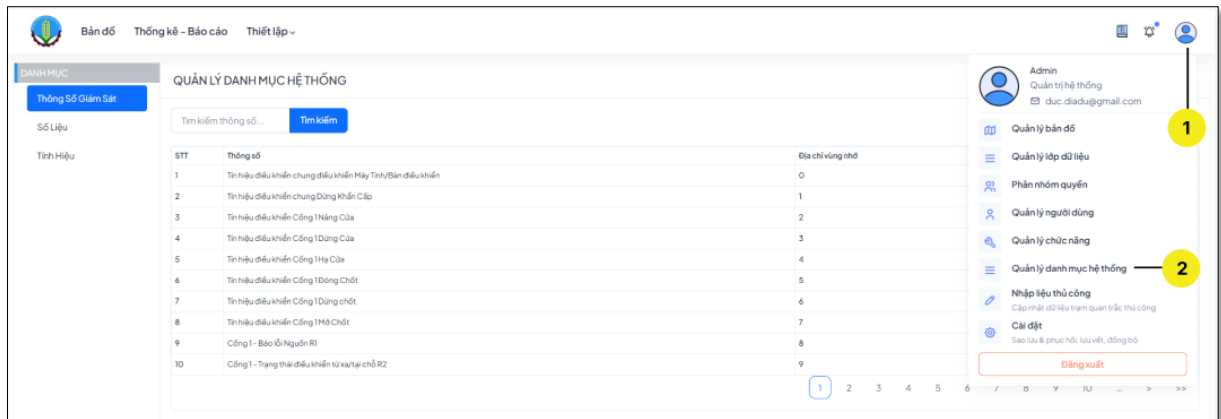 Bản đồ Thống kê - Báo cáo Thiết lập
DANH MỤC
Thông Số Giám Sát
Số Liệu
Tính Hiệu
QUẢN LÝ DANH MỤC HỆ THỐNG
Tìm kiếm thông số... Tìm kiếm
STT Thông số Địa chỉ vùng nhớ
1 Tín hiệu điều khiển chung điều khiển Máy Tính/Bàn điều khiển 0
2 Tín hiệu điều khiển chung Dừng Khẩn Cấp 1
3 Tín hiệu điều khiển Cống 1 Nâng Cửa 2
4 Tín hiệu điều khiển Cống 1 Dừng Cửa 3
5 Tín hiệu điều khiển Cống 1 Hạ Cửa 4
6 Tín hiệu điều khiển Cống 1 Đóng Chốt 5
7 Tín hiệu điều khiển Cống 1 Dừng chốt 6
8 Tín hiệu điều khiển Cống 1 Mở Chốt 7
9 Cống 1 - Báo lỗi Nguồn R1 8
10 Cống 1 - Trạng thái điều khiển từ xa/tại chỗ R2 9
1 2 3 4 5 6 7 8 9 10 ... > >>
Admin
Quản trị hệ thống
duc.diadu@gmail.com
1
Quản lý bản đồ
Quản lý lớp dữ liệu
Phân nhóm quyền
Quản lý người dùng
Quản lý chức năng
Quản lý danh mục hệ thống 2
Nhập liệu thủ công
Cập nhật dữ liệu trạm quan trắc thủ công
Cài đặt
Sao lưu & phục hồi, lưu vết, đồng bộ
Đăng xuất